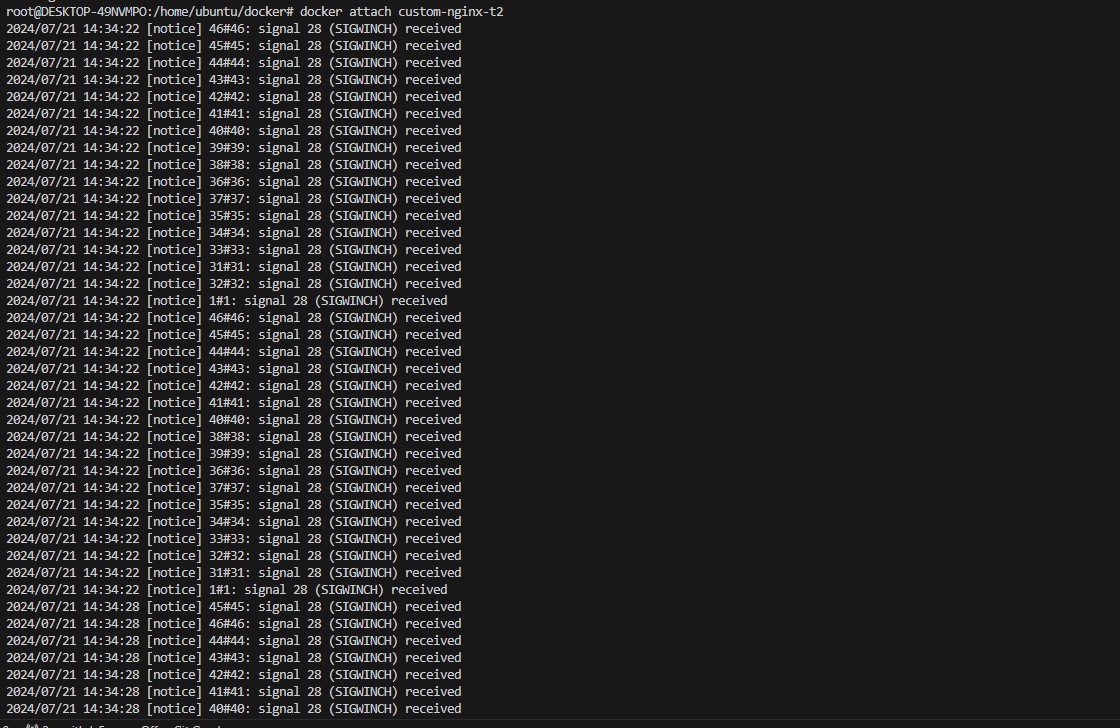 root@DESKTOP-49NVMPO:/home/ubuntu/docker# docker attach custom-nginx-t2
2024/07/21 14:34:22 [notice] 46#46: signal 28 (SIGWINCH) received
2024/07/21 14:34:22 [notice] 45#45: signal 28 (SIGWINCH) received
2024/07/21 14:34:22 [notice] 44#44: signal 28 (SIGWINCH) received
2024/07/21 14:34:22 [notice] 43#43: signal 28 (SIGWINCH) received
2024/07/21 14:34:22 [notice] 42#42: signal 28 (SIGWINCH) received
2024/07/21 14:34:22 [notice] 41#41: signal 28 (SIGWINCH) received
2024/07/21 14:34:22 [notice] 40#40: signal 28 (SIGWINCH) received
2024/07/21 14:34:22 [notice] 39#39: signal 28 (SIGWINCH) received
2024/07/21 14:34:22 [notice] 38#38: signal 28 (SIGWINCH) received
2024/07/21 14:34:22 [notice] 36#36: signal 28 (SIGWINCH) received
2024/07/21 14:34:22 [notice] 37#37: signal 28 (SIGWINCH) received
2024/07/21 14:34:22 [notice] 35#35: signal 28 (SIGWINCH) received
2024/07/21 14:34:22 [notice] 34#34: signal 28 (SIGWINCH) received
2024/07/21 14:34:22 [notice] 33#33: signal 28 (SIGWINCH) received
2024/07/21 14:34:22 [notice] 31#31: signal 28 (SIGWINCH) received
2024/07/21 14:34:22 [notice] 32#32: signal 28 (SIGWINCH) received
2024/07/21 14:34:22 [notice] 1#1: signal 28 (SIGWINCH) received
2024/07/21 14:34:22 [notice] 46#46: signal 28 (SIGWINCH) received
2024/07/21 14:34:22 [notice] 45#45: signal 28 (SIGWINCH) received
2024/07/21 14:34:22 [notice] 44#44: signal 28 (SIGWINCH) received
2024/07/21 14:34:22 [notice] 43#43: signal 28 (SIGWINCH) received
2024/07/21 14:34:22 [notice] 42#42: signal 28 (SIGWINCH) received
2024/07/21 14:34:22 [notice] 41#41: signal 28 (SIGWINCH) received
2024/07/21 14:34:22 [notice] 40#40: signal 28 (SIGWINCH) received
2024/07/21 14:34:22 [notice] 38#38: signal 28 (SIGWINCH) received
2024/07/21 14:34:22 [notice] 39#39: signal 28 (SIGWINCH) received
2024/07/21 14:34:22 [notice] 36#36: signal 28 (SIGWINCH) received
2024/07/21 14:34:22 [notice] 37#37: signal 28 (SIGWINCH) received
2024/07/21 14:34:22 [notice] 35#35: signal 28 (SIGWINCH) received
2024/07/21 14:34:22 [notice] 34#34: signal 28 (SIGWINCH) received
2024/07/21 14:34:22 [notice] 33#33: signal 28 (SIGWINCH) received
2024/07/21 14:34:22 [notice] 32#32: signal 28 (SIGWINCH) received
2024/07/21 14:34:22 [notice] 31#31: signal 28 (SIGWINCH) received
2024/07/21 14:34:22 [notice] 1#1: signal 28 (SIGWINCH) received
2024/07/21 14:34:28 [notice] 45#45: signal 28 (SIGWINCH) received
2024/07/21 14:34:28 [notice] 46#46: signal 28 (SIGWINCH) received
2024/07/21 14:34:28 [notice] 44#44: signal 28 (SIGWINCH) received
2024/07/21 14:34:28 [notice] 43#43: signal 28 (SIGWINCH) received
2024/07/21 14:34:28 [notice] 42#42: signal 28 (SIGWINCH) received
2024/07/21 14:34:28 [notice] 41#41: signal 28 (SIGWINCH) received
2024/07/21 14:34:28 [notice] 40#40: signal 28 (SIGWINCH) received